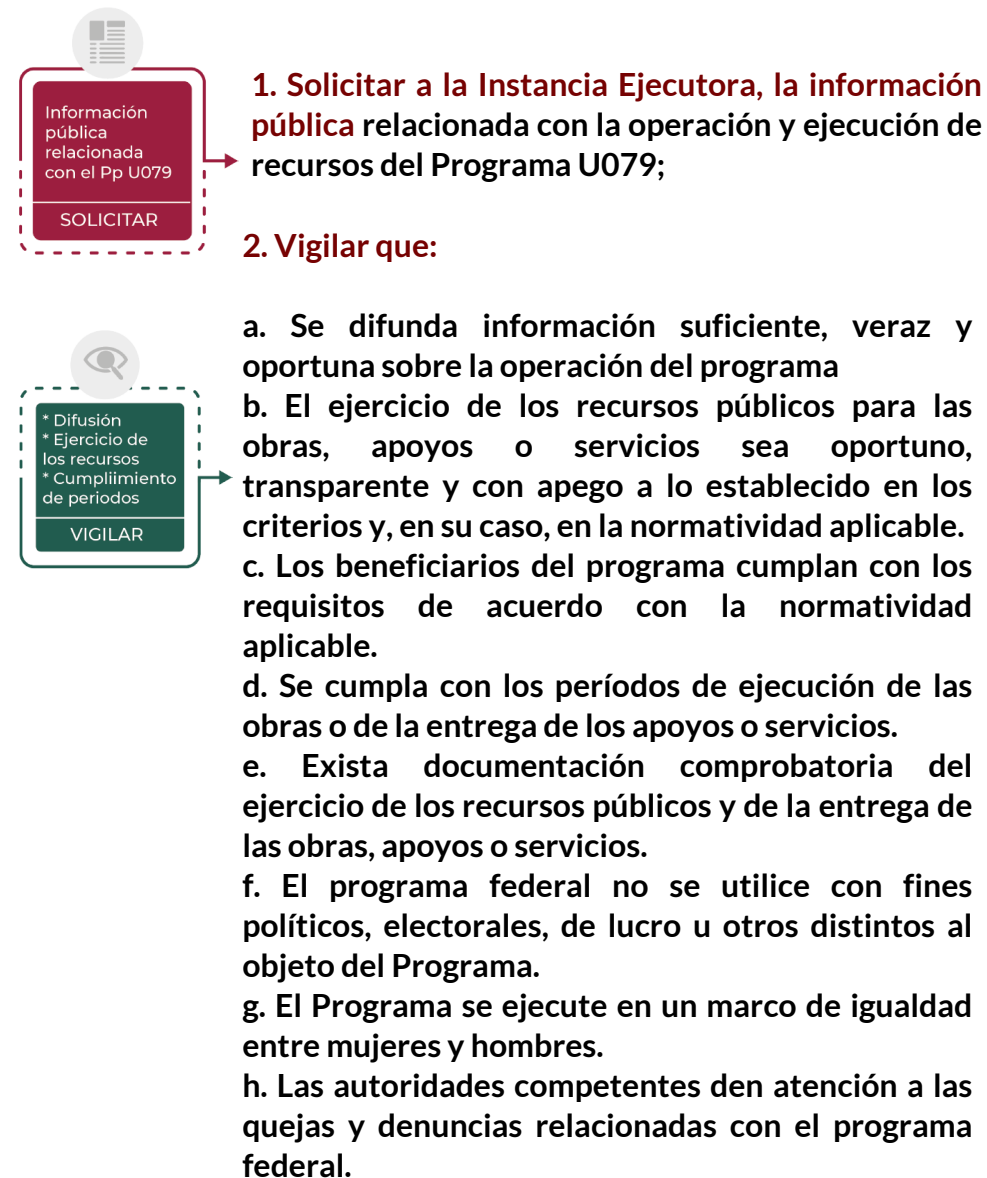 Información
pública
relacionada
con el Pp U079
SOLICITAR
1. Solicitar a la Instancia Ejecutora, la información
pública relacionada con la operación y ejecución de
recursos del Programa U079;
2. Vigilar que:
* Difusión
* Ejercicio de
los recursos
* Cumpliimiento
de periodos
VIGILAR
a. Se difunda información suficiente, veraz y
oportuna sobre la operación del programa
b. El ejercicio de los recursos públicos para las
obras, apoyos o servicios sea oportuno,
transparente y con apego a lo establecido en los
criterios y, en su caso, en la normatividad aplicable.
c. Los beneficiarios del programa cumplan con los
requisitos de acuerdo con la normatividad
aplicable.
d. Se cumpla con los períodos de ejecución de las
obras o de la entrega de los apoyos o servicios.
e. Exista documentación comprobatoria del
ejercicio de los recursos públicos y de la entrega de
las obras, apoyos o servicios.
f. El programa federal no se utilice con fines
políticos, electorales, de lucro u otros distintos al
objeto del Programa.
g. El Programa se ejecute en un marco de igualdad
entre mujeres y hombres.
h. Las autoridades competentes den atención a las
quejas y denuncias relacionadas con el programa
federal.